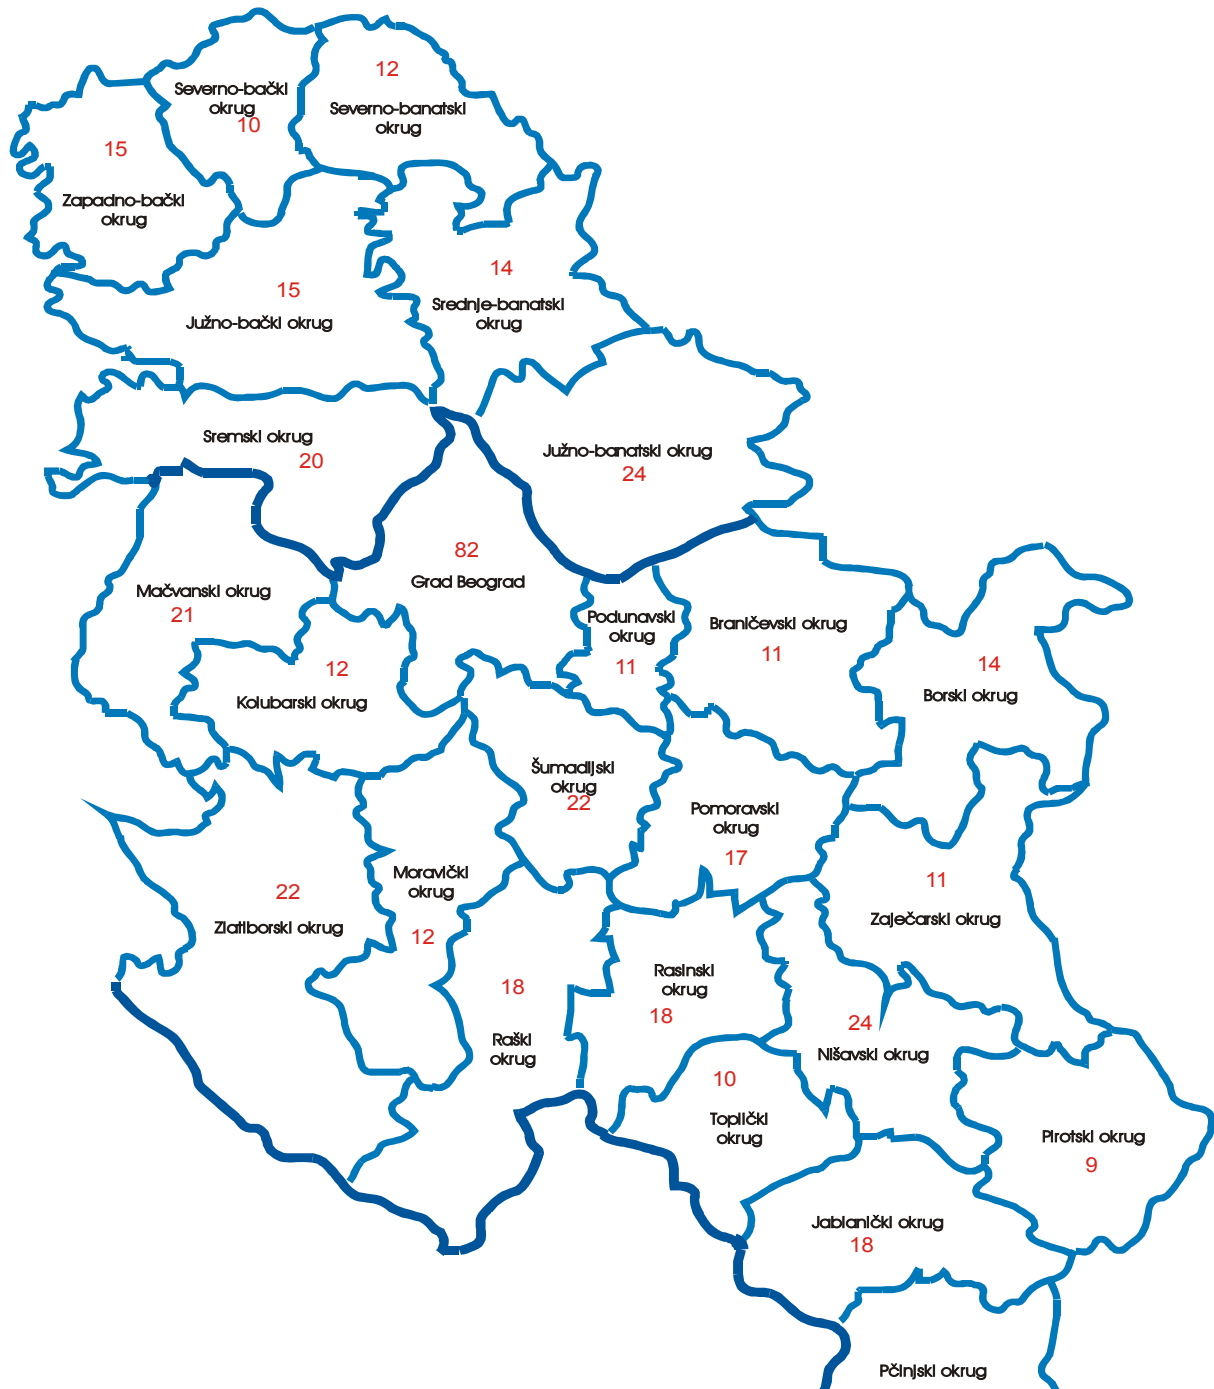 12
Severno-bački
okrug
10
Severno-banatski
okrug
15
Zapadno-bački
okrug
14
15
Srednje-banatski
okrug
Južno-bački okrug
Sremski okrug
20
Južno-banatski okrug
24
82
Grad Beograd
Mačvanski okrug
21
Podunavski
okrug
11
Braničevski okrug
11
12
Kolubarski okrug
14
Borski okrug
Šumadijski
okrug
22
Pomoravski
okrug
17
Moravički
okrug
12
22
Zlatiborski okrug
11
Zaječarski okrug
18
Raški
okrug
Rasinski
okrug
18
24
Nišavski okrug
10
Toplički
okrug
Pirotski okrug
9
Jablanički okrug
18
Pčinjski okrug